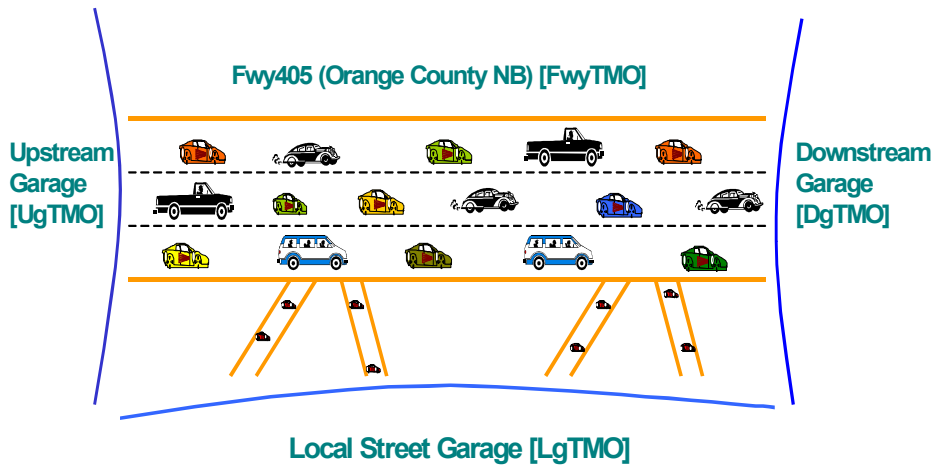 Fwy405 (Orange County NB) [FwyTMO]
Upstream
Garage
[UgTMO]
Downstream
Garage
[DgTMO]
Local Street Garage [LgTMO]